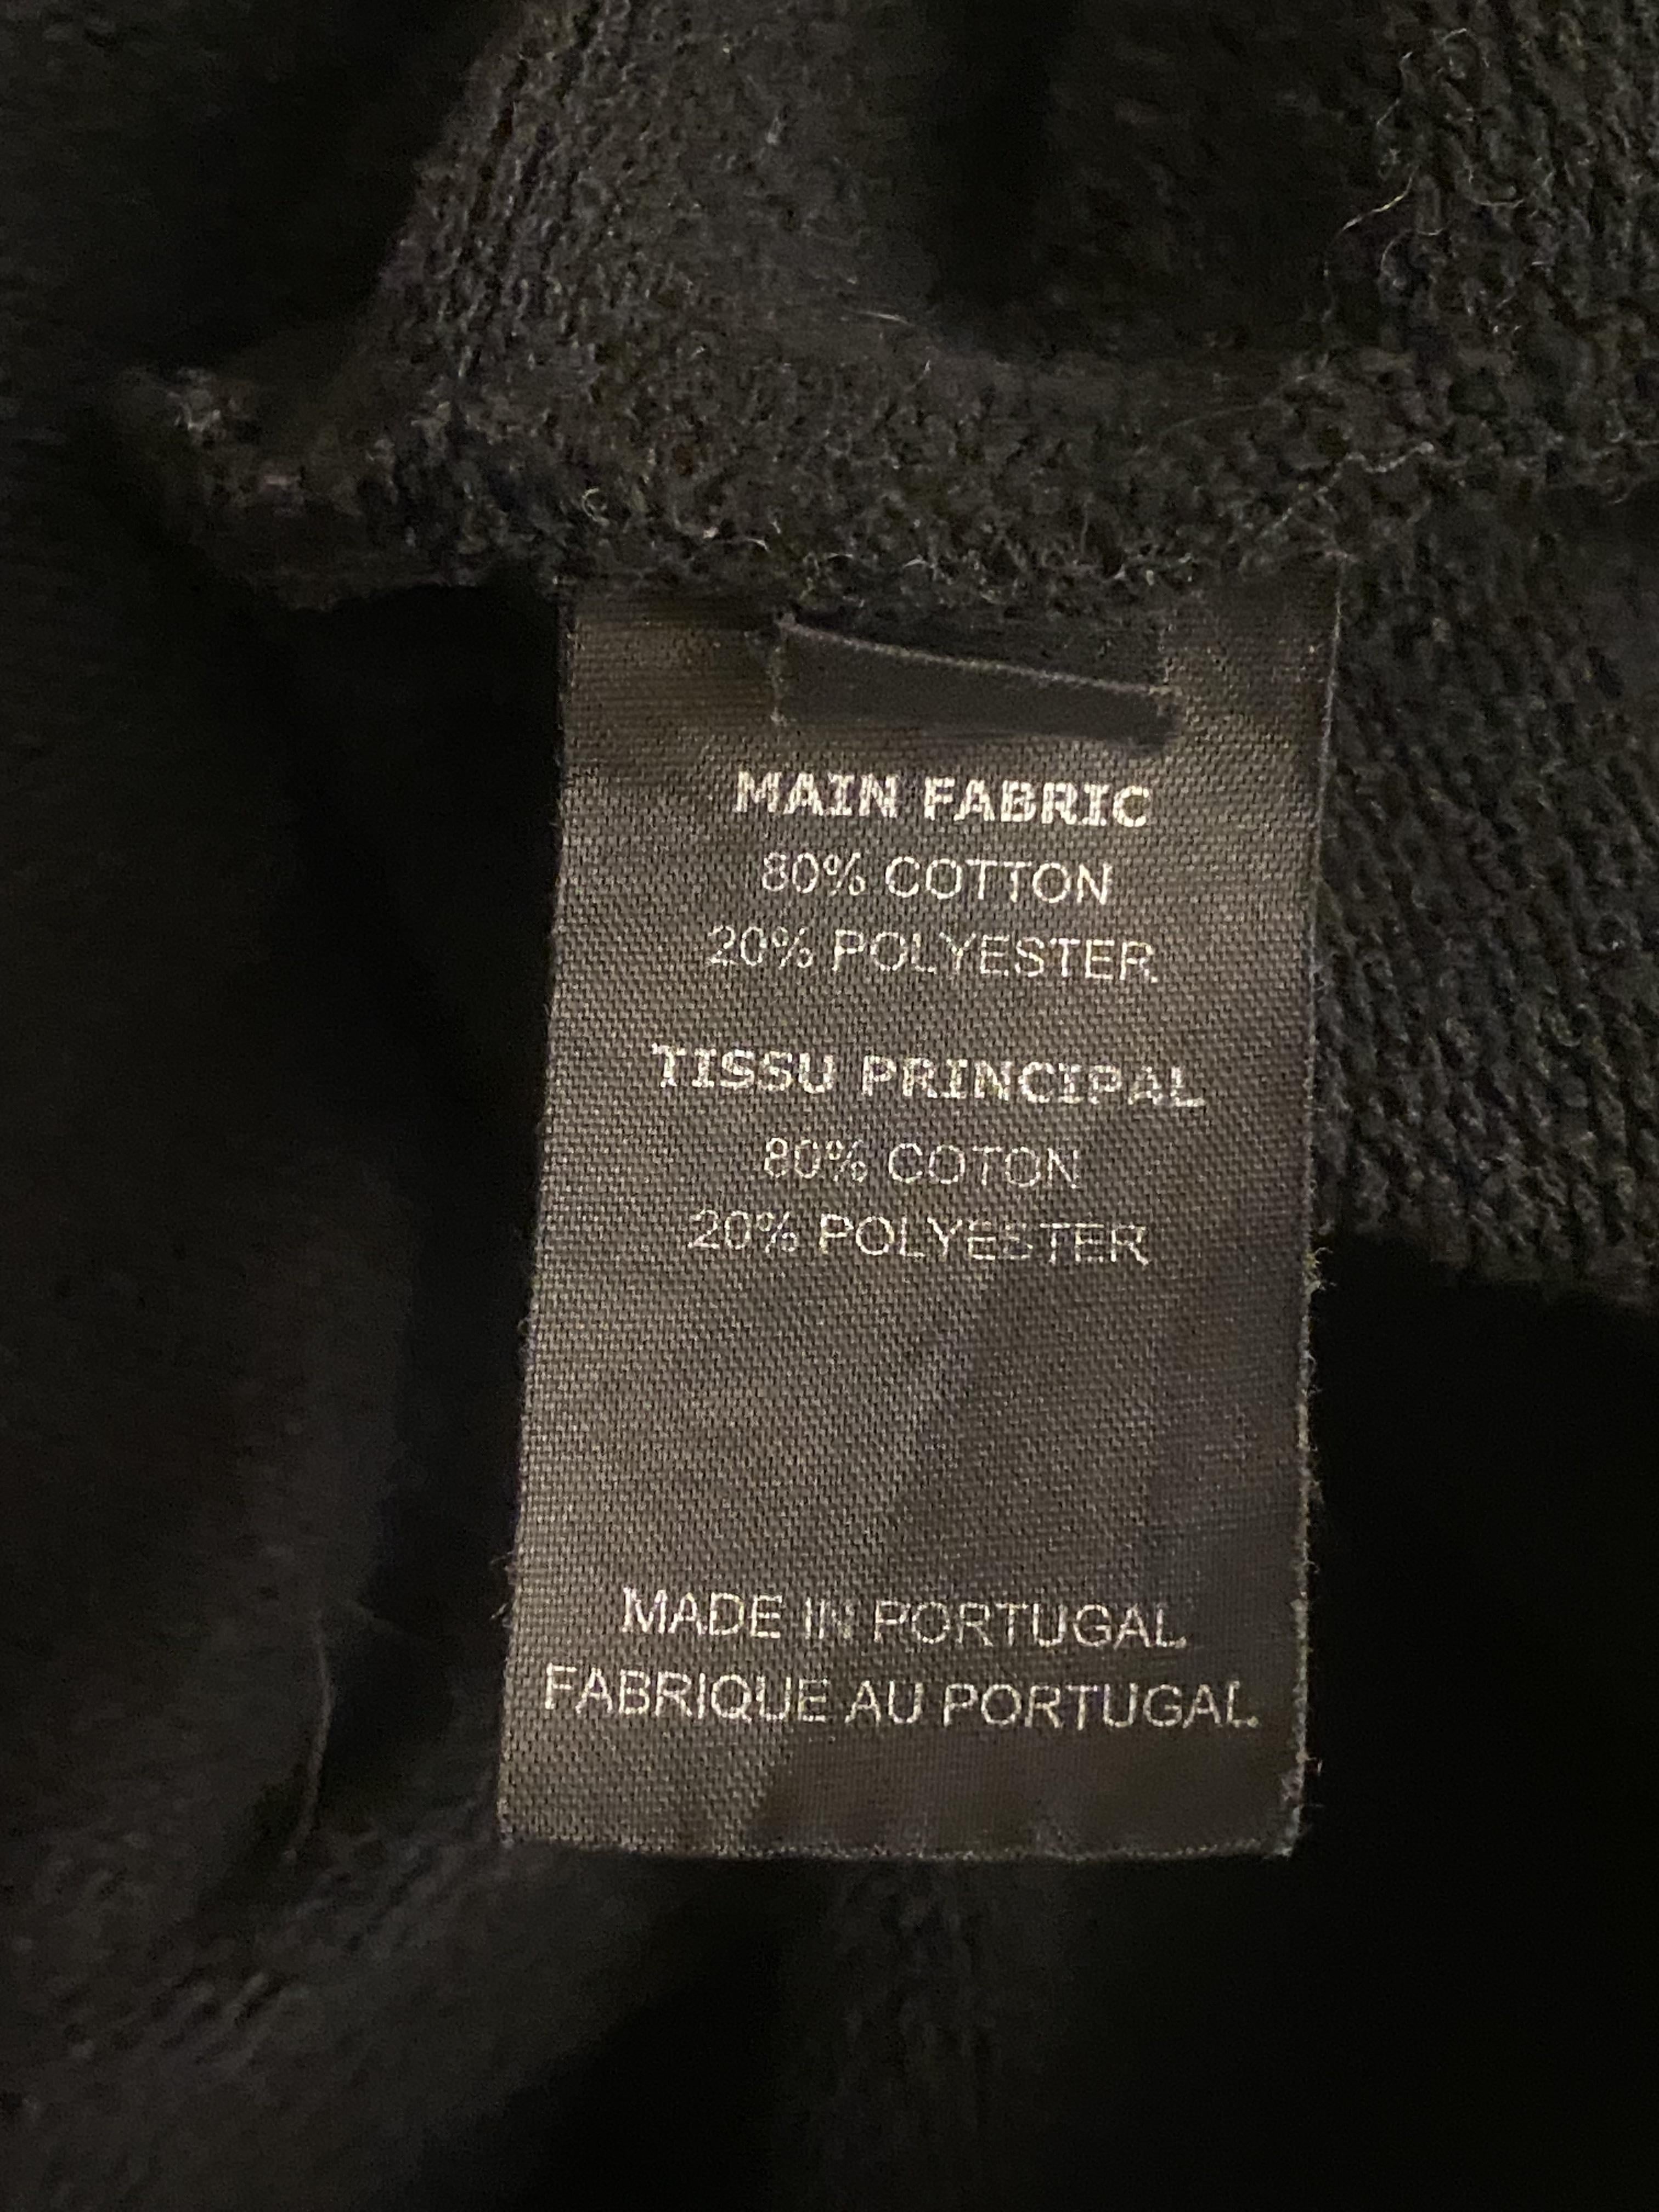 MAIN FABRIC
80% COTTON
20% POLYESTER
TISSU PRINCIPAL
80% COTON
20% POLYESTER
MADE IN PORTUGAL
FABRIQUE AU PORTUGAL